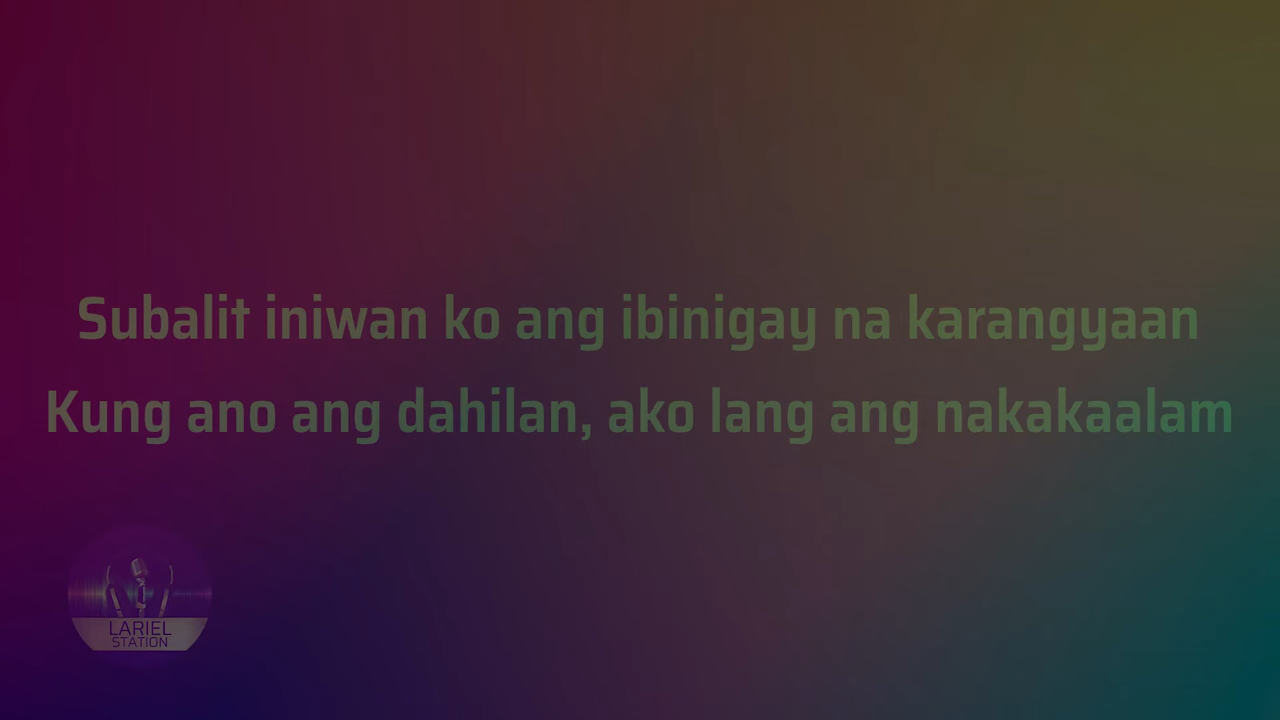 Subalit iniwan ko ang ibinigay na karangyaan
Kung ano ang dahilan, ako lang ang nakakaalam
LARIEL
STATION